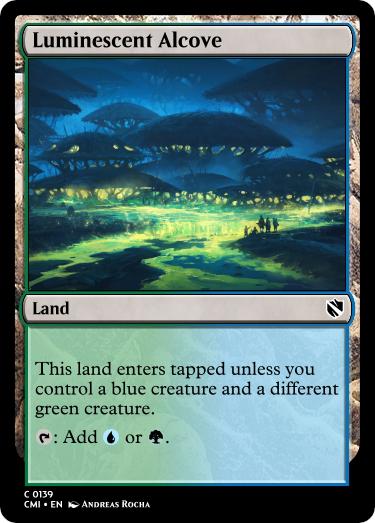 Luminescent Alcove
Land
This land enters tapped unless you
control a blue creature and a different
green creature.
: Add or .
C 0139
CMI • EN Andreas Rocha